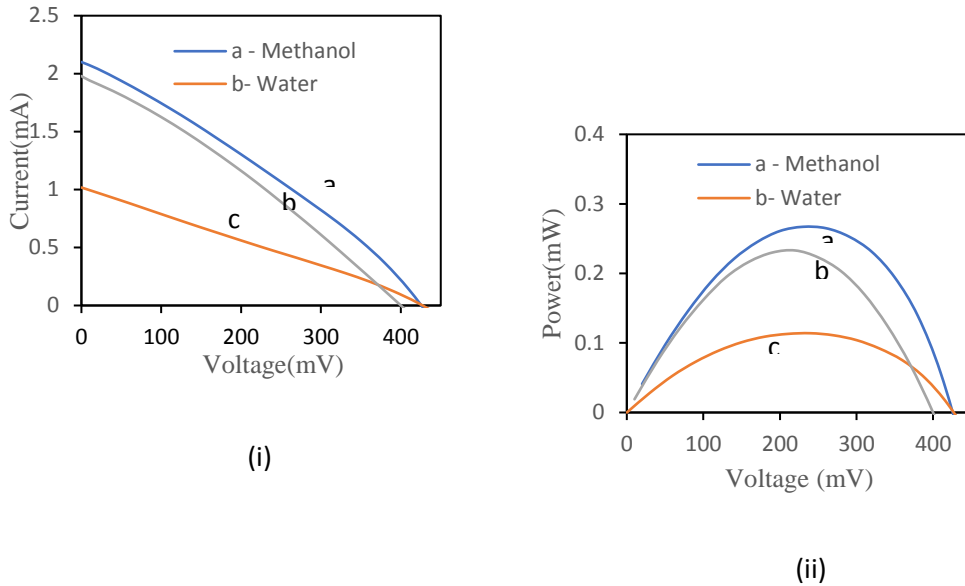 2.5
2
1.5
1
0.5
0
Current(mA)
a - Methanol
b- Water
a
b
c
0 100 200 300 400
Voltage(mV)
(i)
0.4
0.3
0.2
0.1
0
Power(mW)
a - Methanol
b- Water
a
b
c
0 100 200 300 400
Voltage (mV)
(ii)